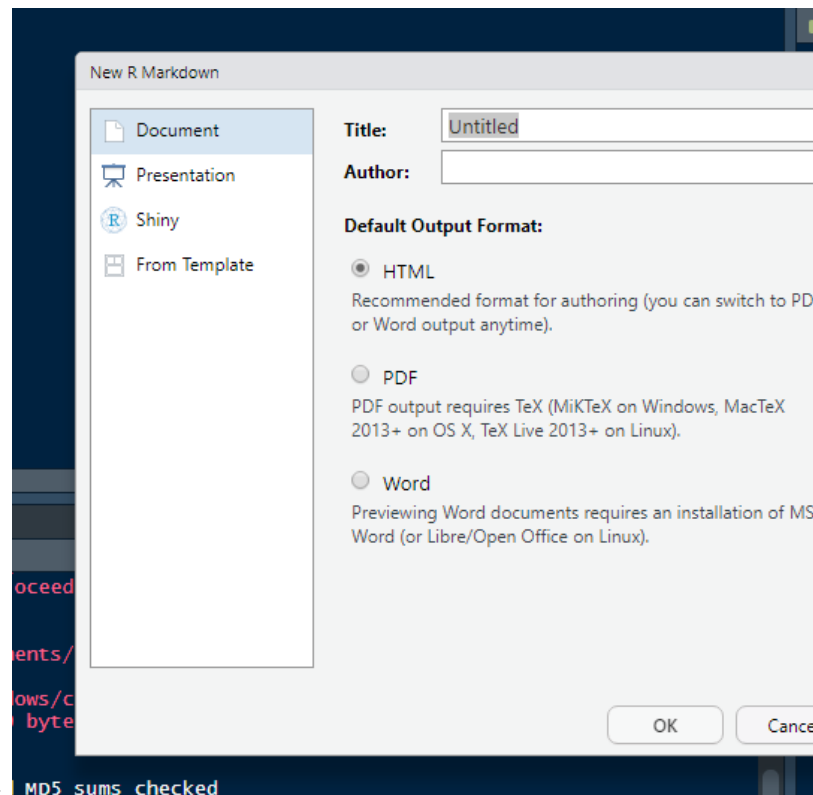 New R Markdown
Document
Presentation
R Shiny
From Template
Title: Untitled
Author:
Default Output Format:
HTML
Recommended format for authoring (you can switch to PD
or Word output anytime).
PDF
PDF output requires TeX (MiKTeX on Windows, MacTeX
2013+ on OS X, TeX Live 2013+ on Linux).
Word
Previewing Word documents requires an installation of MS
Word (or Libre/Open Office on Linux).
OK Cance
oceed
ents/
ows/c
byte
MD5 sums checked